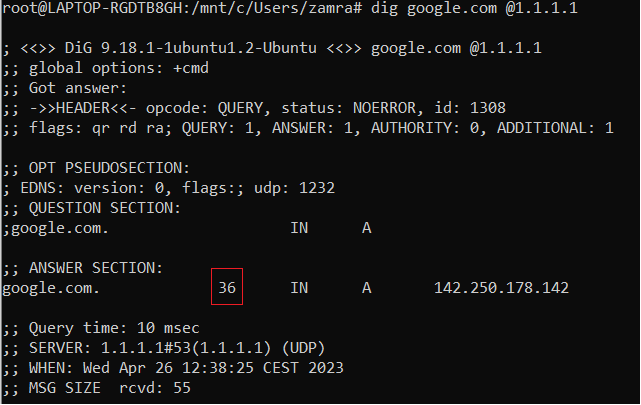 root@LAPTOP-RGDTB8GH:/mnt/c/Users/zamra# dig google.com @1.1.1.1
; <<>> DiG 9.18.1-1ubuntu1.2-Ubuntu <<>> google.com @1.1.1.1
;; global options: +cmd
;; Got answer:
;; ->>HEADER<<- opcode: QUERY, status: NOERROR, id: 1308
;; flags: qr rd ra; QUERY: 1, ANSWER: 1, AUTHORITY: 0, ADDITIONAL: 1
;; OPT PSEUDOSECTION:
; EDNS: version: 0, flags:; udp: 1232
;; QUESTION SECTION:
;google.com. IN A
;; ANSWER SECTION:
google.com. 36 IN A 142.250.178.142
;; Query time: 10 msec
;; SERVER: 1.1.1.1#53(1.1.1.1) (UDP)
;; WHEN: Wed Apr 26 12:38:25 CEST 2023
;; MSG SIZE rcvd: 55